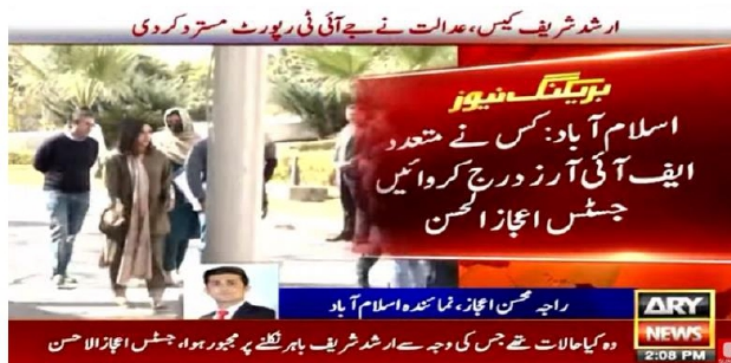 ارشد شریف کیس، عدالت نے جے آئی ٹی رپورٹ مسترد کر دی
بریکنگ نیوز
اسلام آباد: کس نے متعدد
ایف آئی آرز درج کروائیں
جسٹس اعجاز الحسن
راجہ محسن اعجاز، نمائندہ اسلام آباد
ARY
NEWS
2:08 PM
وہ کیا حالات تھے جس کی وجہ سے ارشد شریف باہر نکلنے پر مجبور ہوا، جسٹس اعجاز الاحسن